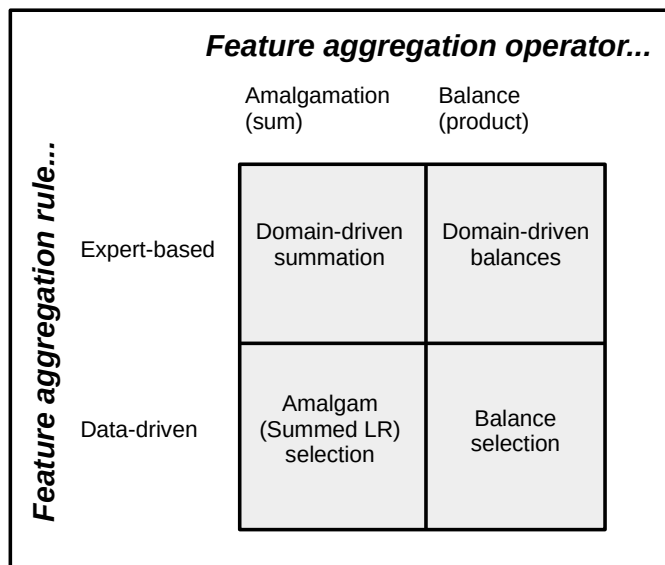 Feature aggregation operator...
Amalgamation
(sum)
Balance
(product)
Feature aggregation rule...
Expert-based
Domain-driven
summation
Domain-driven
balances
Data-driven
Amalgam
(Summed LR)
selection
Balance
selection